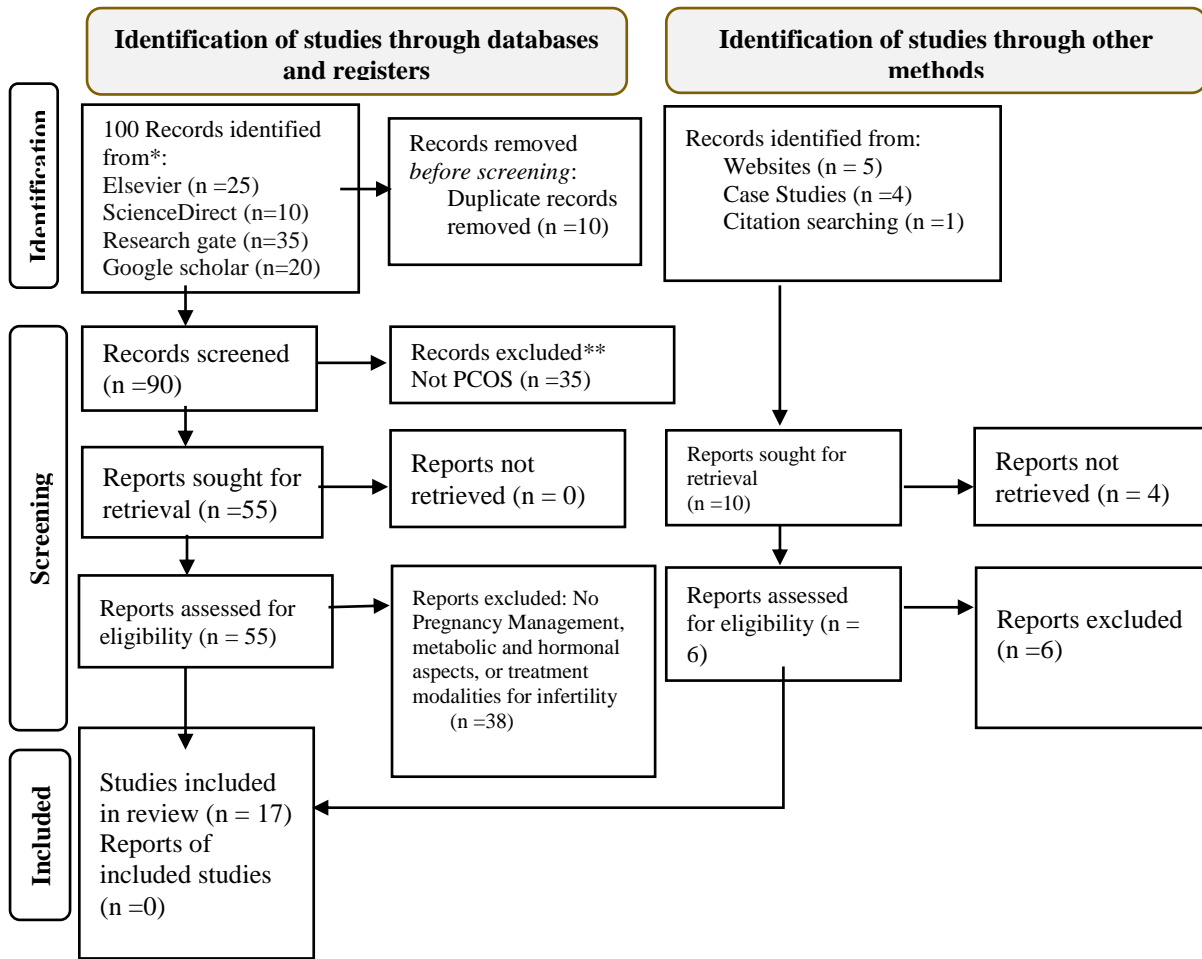 Identification of studies through databases
and registers
Identification of studies through other
methods
Identification
100 Records identified
from*:
Elsevier (n =25)
ScienceDirect (n=10)
Research gate (n=35)
Google scholar (n=20)
Records removed
before screening:
Duplicate records
removed (n =10)
Records identified from:
Websites (n = 5)
Case Studies (n =4)
Citation searching (n =1)
Screening
Records screened
(n =90)
Records excluded**
Not PCOS (n =35)
Reports sought for
retrieval (n =55)
Reports not
retrieved (n = 0)
Reports sought for
retrieval
(n =10)
Reports not
retrieved (n = 4)
Reports assessed for
eligibility (n = 55)
Reports excluded: No
Pregnancy Management,
metabolic and hormonal
aspects, or treatment
modalities for infertility
(n =38)
Reports assessed
for eligibility (n =
6)
Reports excluded
(n =6)
Included
Studies included
in review (n = 17)
Reports of
included studies
(n =0)